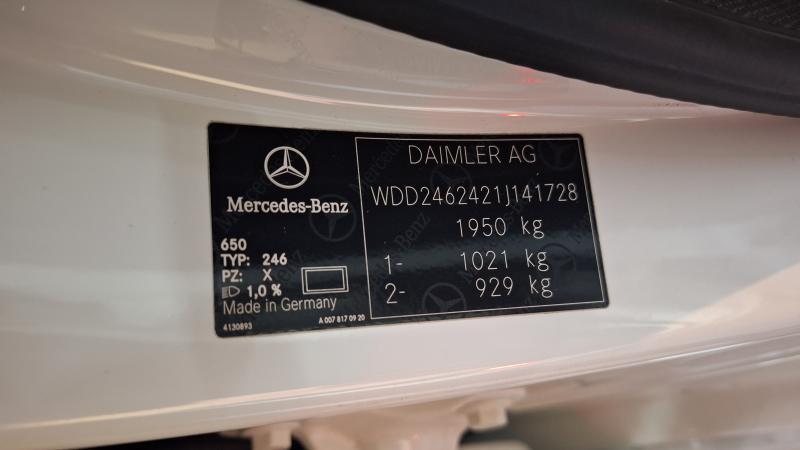 Mercedes-Benz
650
TYP: 246
PZ: X
1,0 %
Made in Germany
4130893
A 007 817 09 20
DAIMLER AG
WDD2462421J141728
1950 kg
1- 1021 kg
2- 929 kg